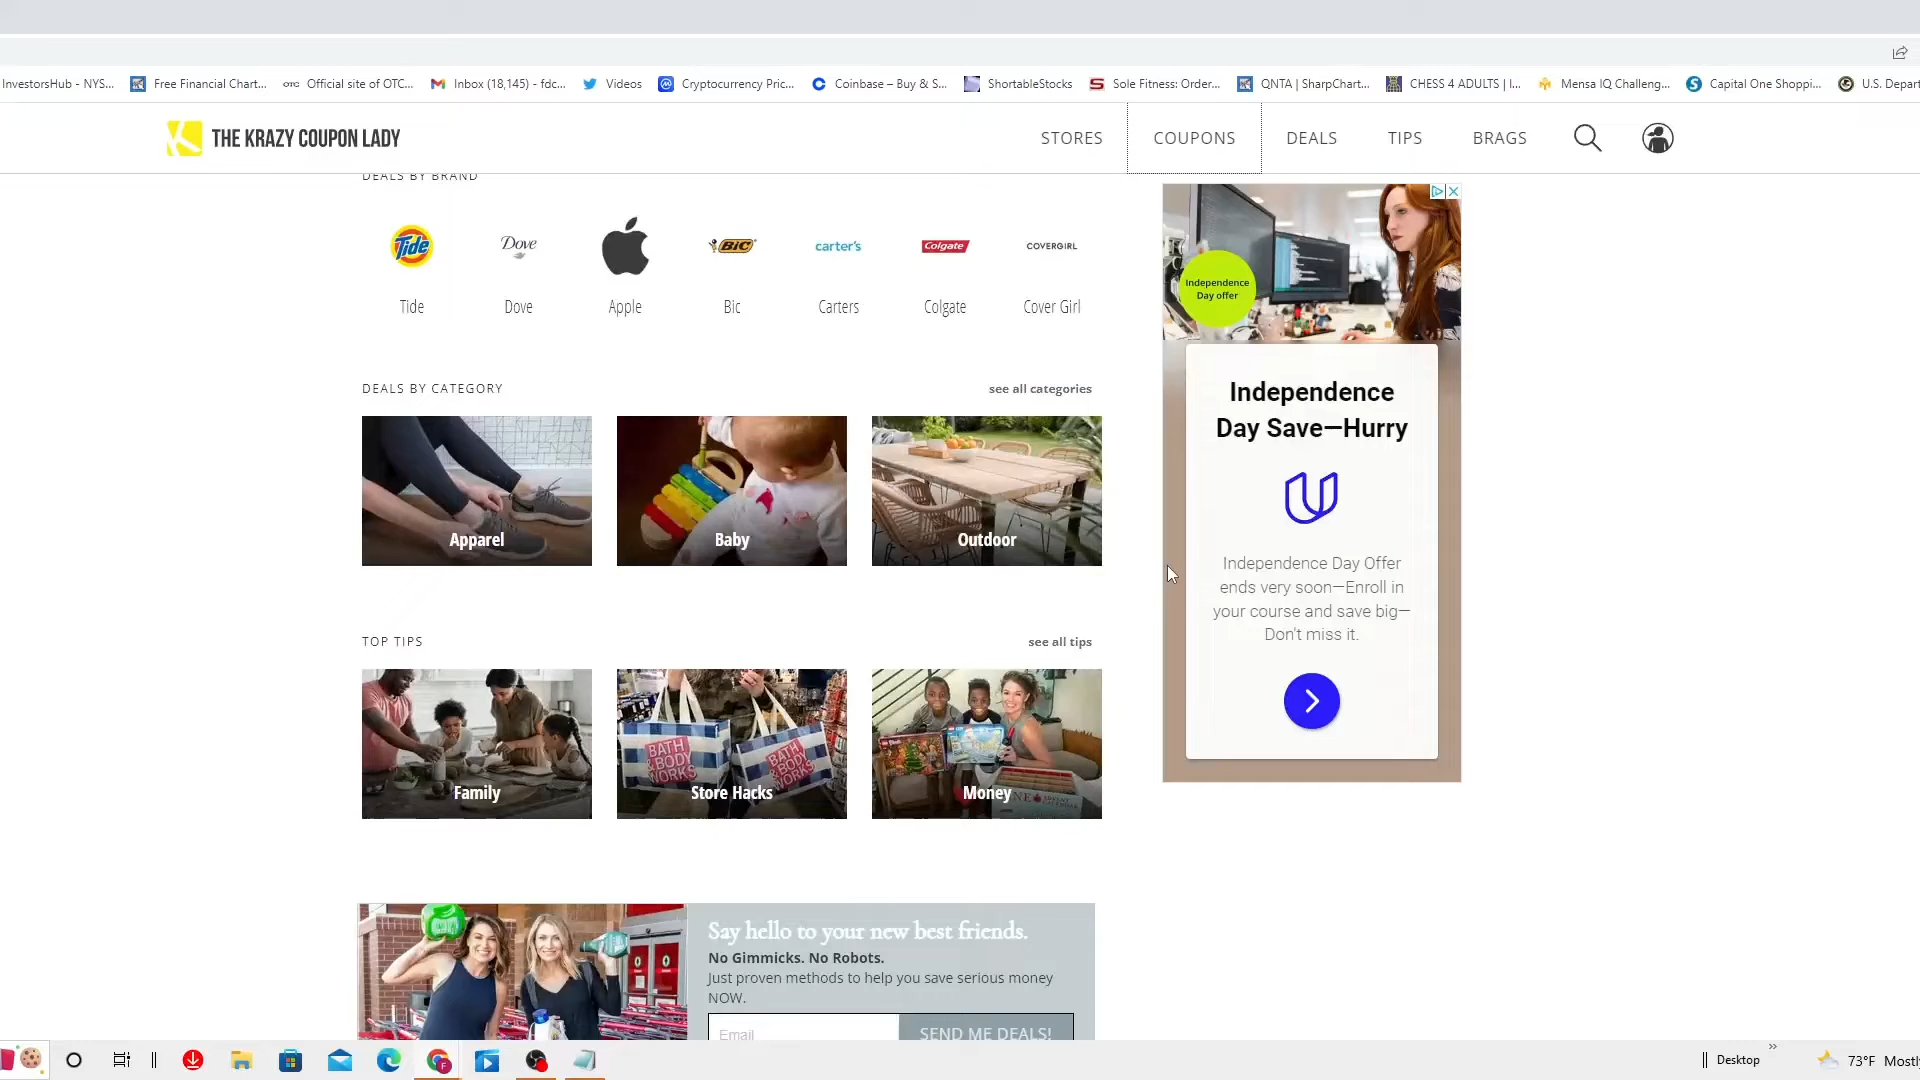 InvestorsHub - NYS...
Free Financial Chart...
OTC
Official site of OTC...
Inbox (18,145) - fdc...
Videos
Cryptocurrency Pric...
Coinbase – Buy & S...
ShortableStocks
Sole Fitness: Order...
QNTA | SharpChart...
CHESS 4 ADULTS | I...
Mensa IQ Challeng...
Capital One Shoppi...
U.S. Depart
THE KRAZY COUPON LADY
STORES
COUPONS
DEALS
TIPS
BRAGS
DEALS BY BRAND
Tide
Dove
BIC
carter's
Colgate
COVERGIRL
Tide
Dove
Apple
Bic
Carters
Colgate
Cover Girl
DEALS BY CATEGORY
see all categories
Apparel
Baby
Outdoor
TOP TIPS
see all tips
BATH
& BODY
WORKS
BATH
& BODY
WORKS
Family
Store Hacks
Money
Independence
Day offer
Independence
Day Save—Hurry
Independence Day Offer
ends very soon—Enroll in
your course and save big—
Don't miss it.
Say hello to your new best friends.
No Gimmicks. No Robots.
Just proven methods to help you save serious money
NOW.
Email
SEND ME DEALS!
F
Desktop
73°F Mostl